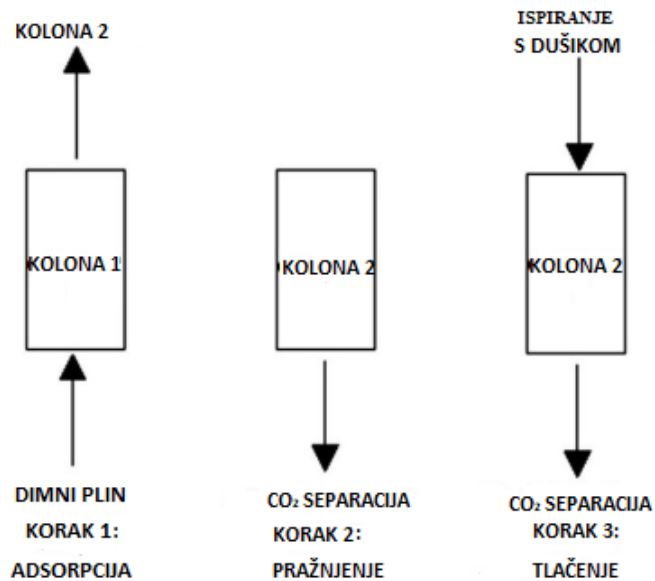 KOLONA 2
KOLONA 1
DIMNI PLIN
KORAK 1:
ADSORPCIJA
KOLONA 2
CO₂ SEPARACIJA
KORAK 2:
PRAŽNJENJE
ISPIRANJE
S DUŠIKOM
KOLONA 2
CO₂ SEPARACIJA
KORAK 3:
TLAČENJE